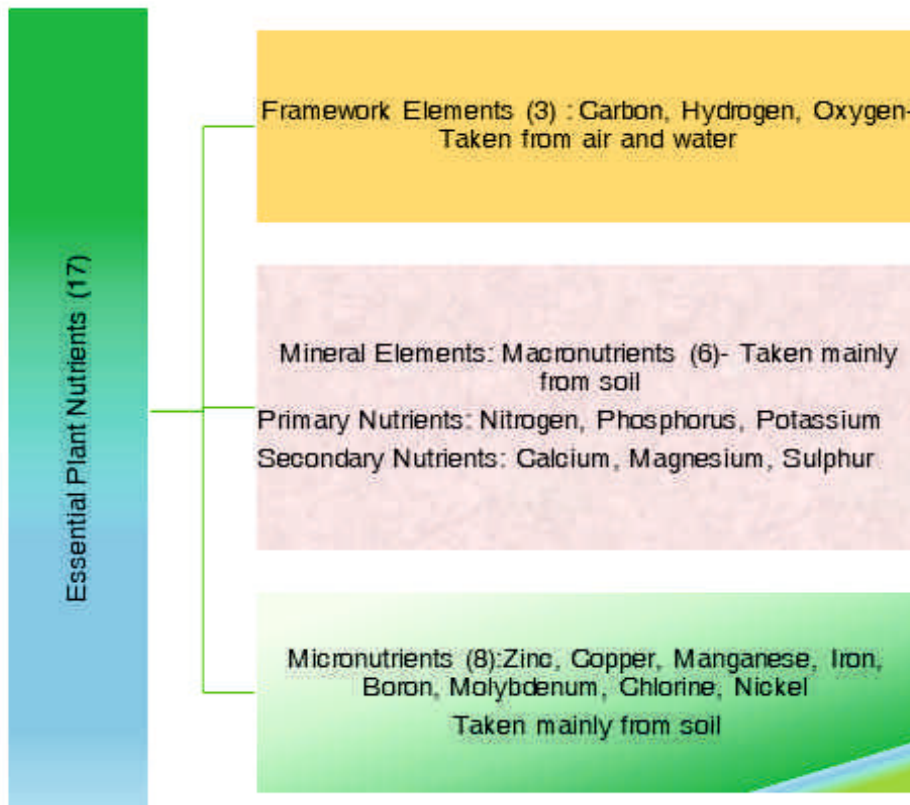 Essential Plant Nutrients (17)
Framework Elements (3) : Carbon, Hydrogen, Oxygen-
Taken from air and water
Mineral Elements: Macronutrients (6)- Taken mainly
from soil
Primary Nutrients: Nitrogen, Phosphorus, Potassium
Secondary Nutrients: Calcium, Magnesium, Sulphur
Micronutrients (8):Zinc, Copper, Manganese, Iron,
Boron, Molybdenum, Chlorine, Nickel
Taken mainly from soil